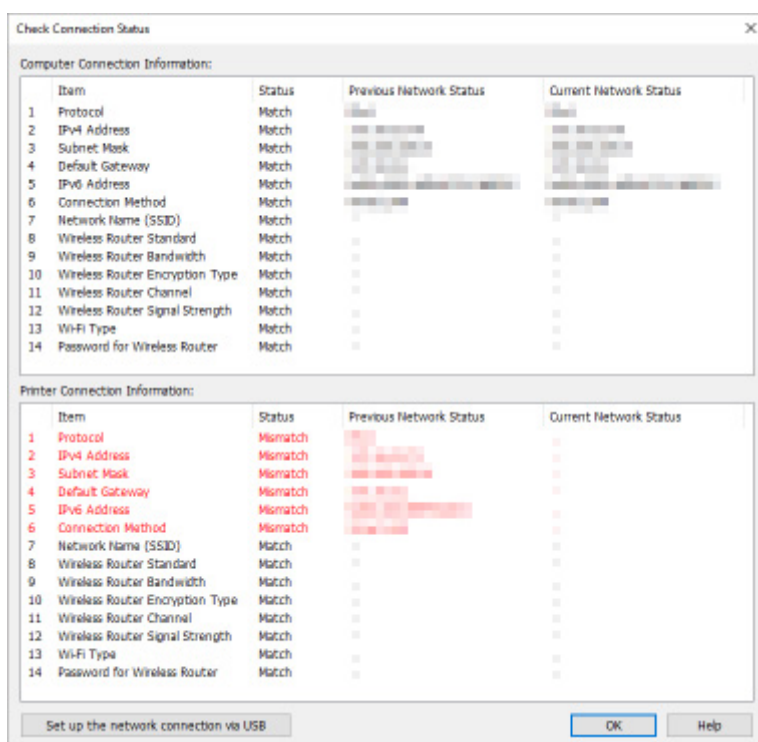 Check Connection Status
Computer Connection Information:
Item Status Previous Network Status Current Network Status
1 Protocol Match
2 IPv4 Address Match
3 Subnet Mask Match
4 Default Gateway Match
5 IPv6 Address Match
6 Connection Method Match
7 Network Name (SSID) Match
8 Wireless Router Standard Match
9 Wireless Router Bandwidth Match
10 Wireless Router Encryption Type Match
11 Wireless Router Channel Match
12 Wireless Router Signal Strength Match
13 Wi-Fi Type Match
14 Password for Wireless Router Match
Printer Connection Information:
Item Status Previous Network Status Current Network Status
1 Protocol Mismatch
2 IPv4 Address Mismatch
3 Subnet Mask Mismatch
4 Default Gateway Mismatch
5 IPv6 Address Mismatch
6 Connection Method Mismatch
7 Network Name (SSID) Match
8 Wireless Router Standard Match
9 Wireless Router Bandwidth Match
10 Wireless Router Encryption Type Match
11 Wireless Router Channel Match
12 Wireless Router Signal Strength Match
13 Wi-Fi Type Match
14 Password for Wireless Router Match
Set up the network connection via USB OK Help